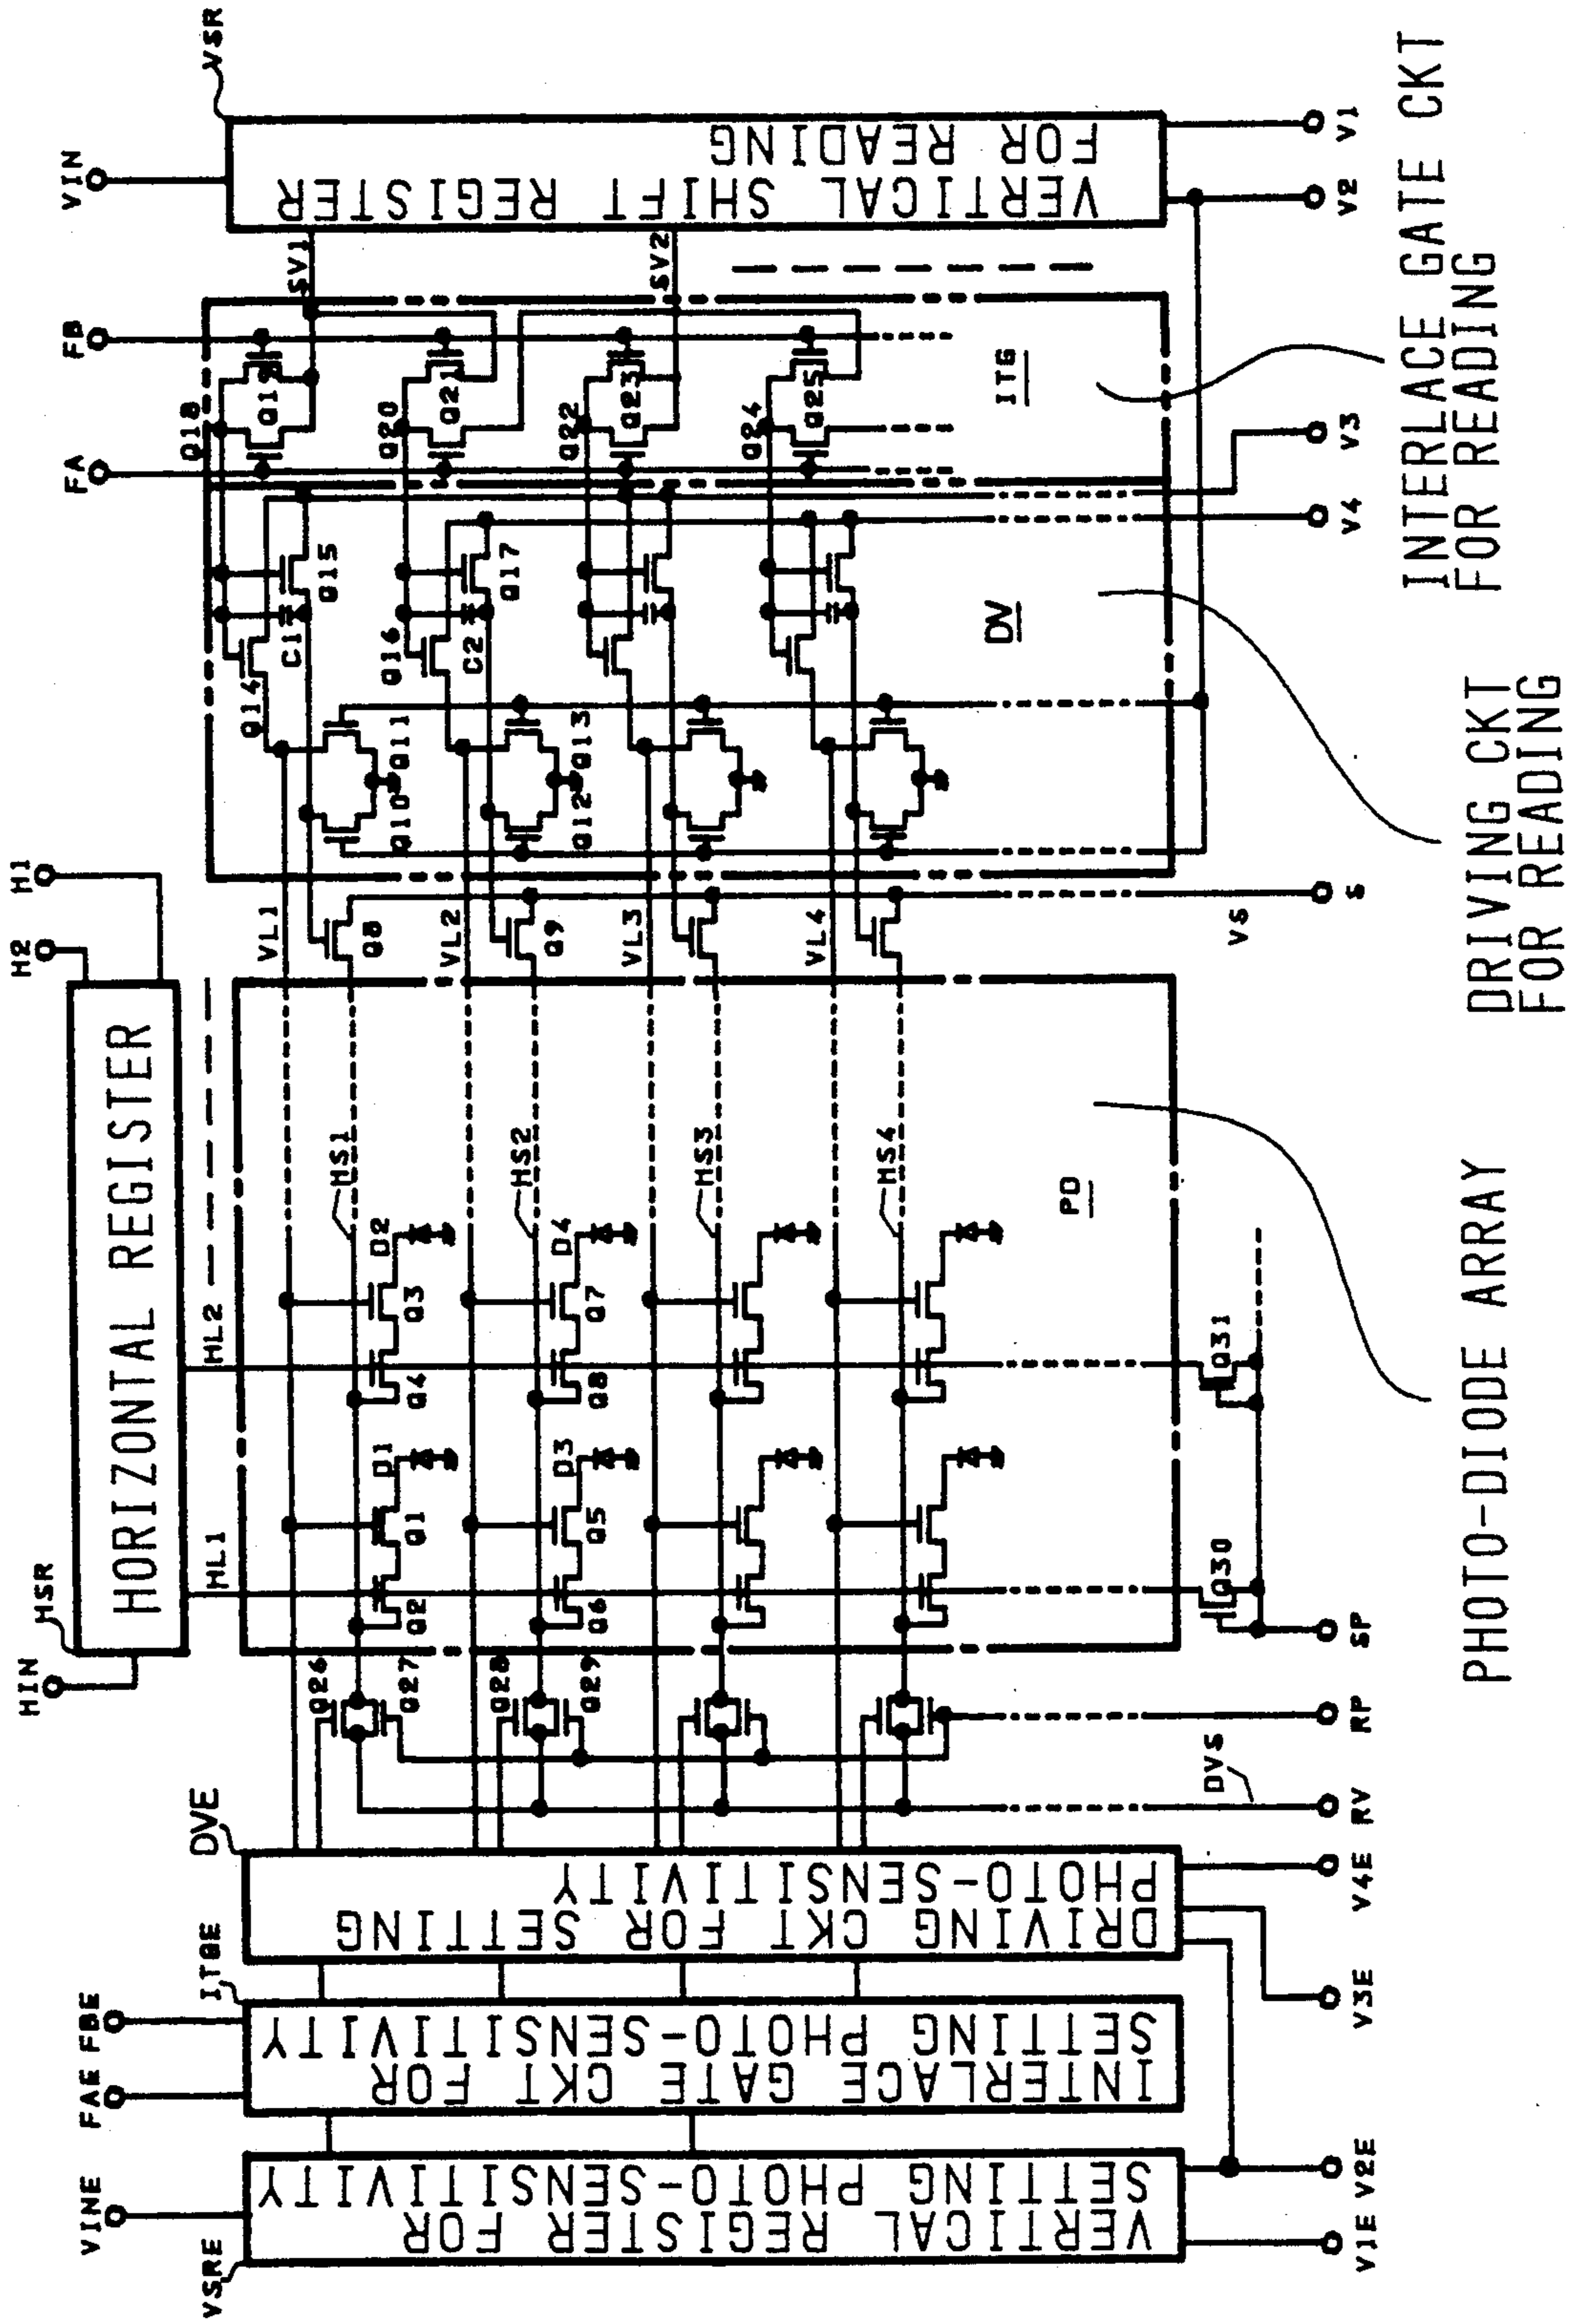 HIN
HSR
HORIZONTAL REGISTER
H2
H1
VINE
FAE
FBE
FA
FB
VIN
VSRE
ITGE
DVE
VSR
VERTICAL REGISTER FOR
SETTING PHOTO-SENSITIVITY
INTERLACE GATE CKT FOR
SETTING PHOTO-SENSITIVITY
DRIVING CKT FOR SETTING
PHOTO-SENSITIVITY
VERTICAL SHIFT REGISTER
FOR READING
HL1
HL2
VL1
VL2
VL3
VL4
HS1
HS2
HS3
HS4
Q26
Q27
Q28
Q29
Q2
Q1
D1
Q4
Q3
D2
Q6
Q5
D3
Q8
Q7
D4
Q8
Q9
Q10
Q11
Q12
Q13
Q14
C1
Q15
Q16
C2
Q17
Q18
Q19
Q20
Q21
Q22
Q23
Q24
Q25
SV1
SV2
PD
DV
ITG
Q30
Q31
DVS
VS
V1E
V2E
V3E
V4E
RV
RP
SP
S
V4
V3
V2
V1
PHOTO-DIODE ARRAY
DRIVING CKT
FOR READING
INTERLACE GATE CKT
FOR READING